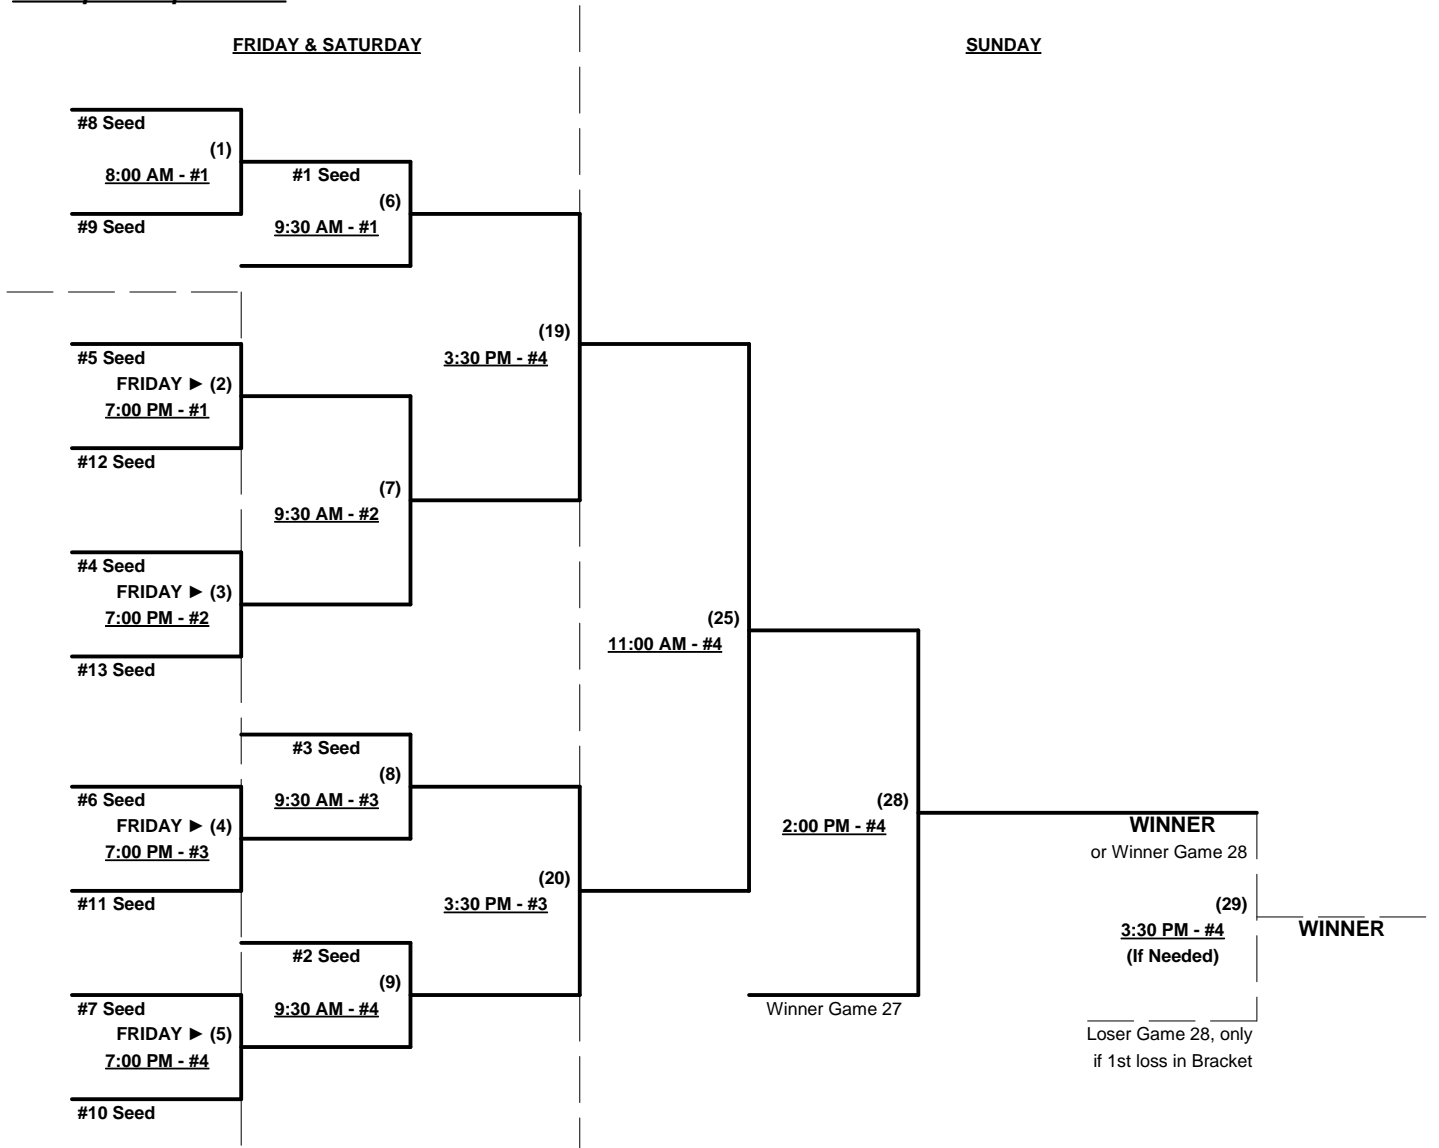 FRIDAY & SATURDAY
SUNDAY
#8 Seed
(1)
8:00 AM - #1
#9 Seed
#1 Seed
(6)
9:30 AM - #1
(19)
3:30 PM - #4
#5 Seed
FRIDAY ► (2)
7:00 PM - #1
#12 Seed
(7)
9:30 AM - #2
#4 Seed
FRIDAY ► (3)
7:00 PM - #2
#13 Seed
(25)
11:00 AM - #4
#3 Seed
(8)
9:30 AM - #3
#6 Seed
FRIDAY ► (4)
7:00 PM - #3
#11 Seed
(20)
3:30 PM - #3
#2 Seed
(9)
9:30 AM - #4
#7 Seed
FRIDAY ► (5)
7:00 PM - #4
#10 Seed
(28)
2:00 PM - #4
Winner Game 27
WINNER
or Winner Game 28
(29)
3:30 PM - #4
(If Needed)
WINNER
Loser Game 28, only
if 1st loss in Bracket